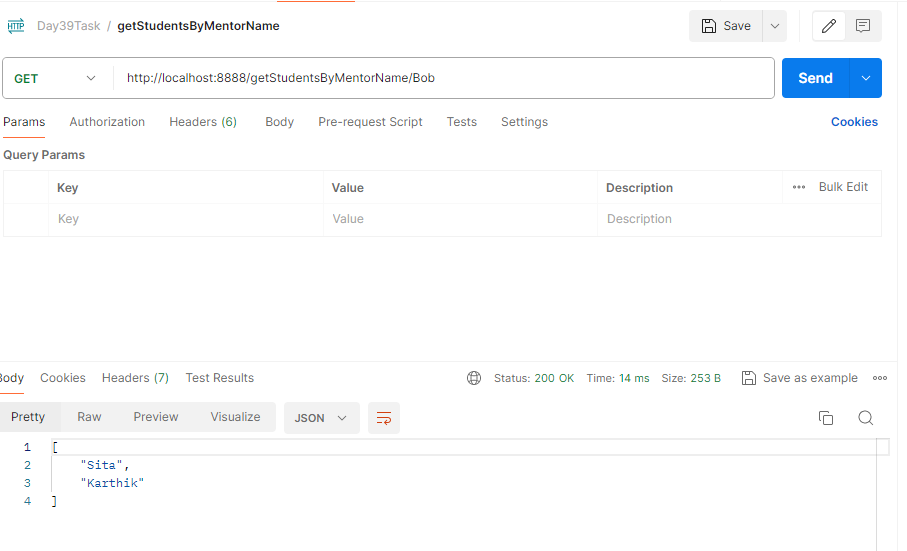 HTTP Day39Task / getStudentsByMentorName Save
GET http://localhost:8888/getStudentsByMentorName/Bob Send
Params Authorization Headers (6) Body Pre-request Script Tests Settings Cookies
Query Params
Key Value Description Bulk Edit
Key Value Description
Body Cookies Headers (7) Test Results Status: 200 OK Time: 14 ms Size: 253 B Save as example
Pretty Raw Preview Visualize JSON
1 [
2 "Sita",
3 "Karthik"
4 ]